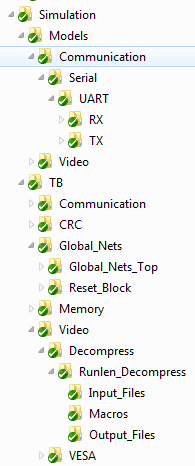 Simulation
Models
Communication
Serial
UART
RX
TX
Video
TB
Communication
CRC
Global_Nets
Global_Nets_Top
Reset_Block
Memory
Video
Decompress
Runlen_Decompress
Input_Files
Macros
Output_Files
VESA